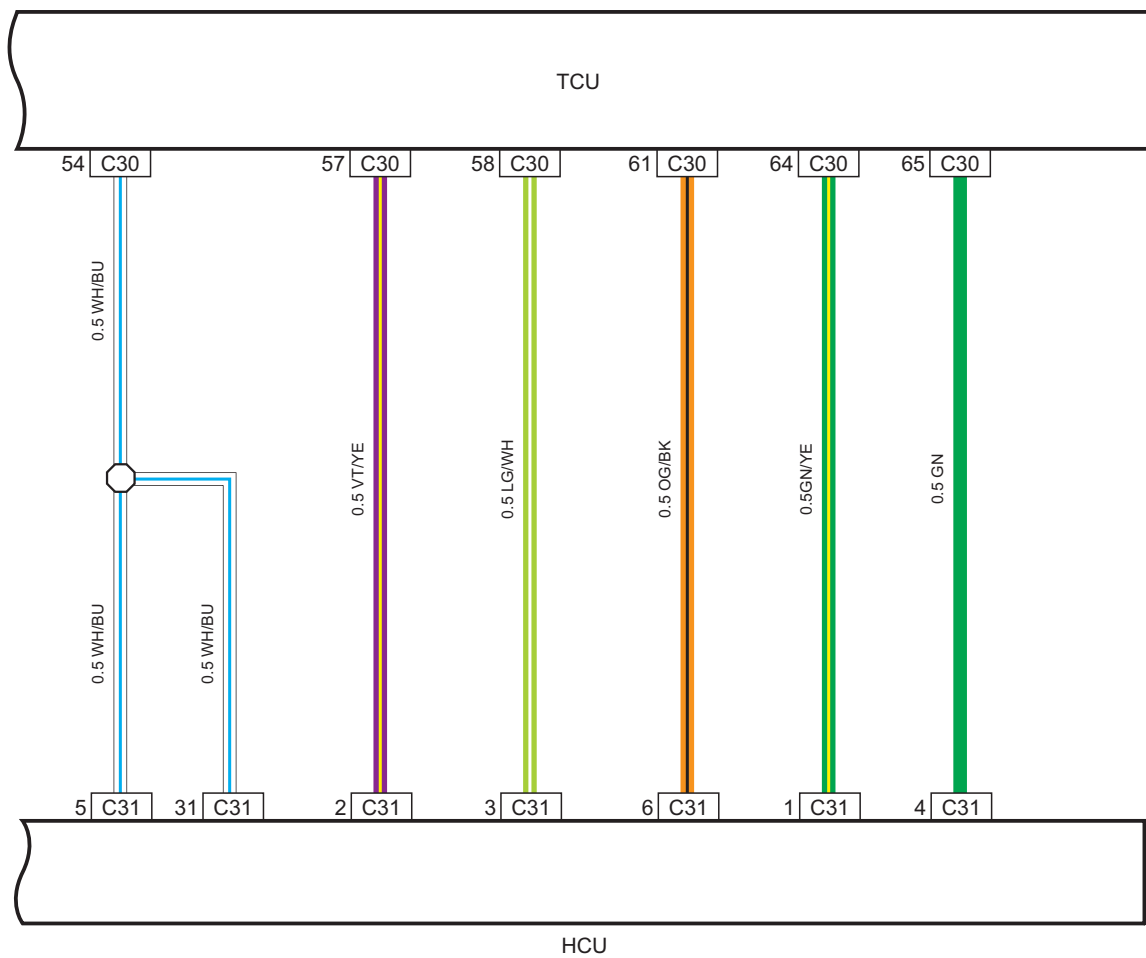 TCU
54 C30
57 C30
58 C30
61 C30
64 C30
65 C30
0.5 WH/BU
0.5 VT/YE
0.5 LG/WH
0.5 OG/BK
0.5GN/YE
0.5 GN
0.5 WH/BU
0.5 WH/BU
5 C31
31 C31
2 C31
3 C31
6 C31
1 C31
4 C31
HCU